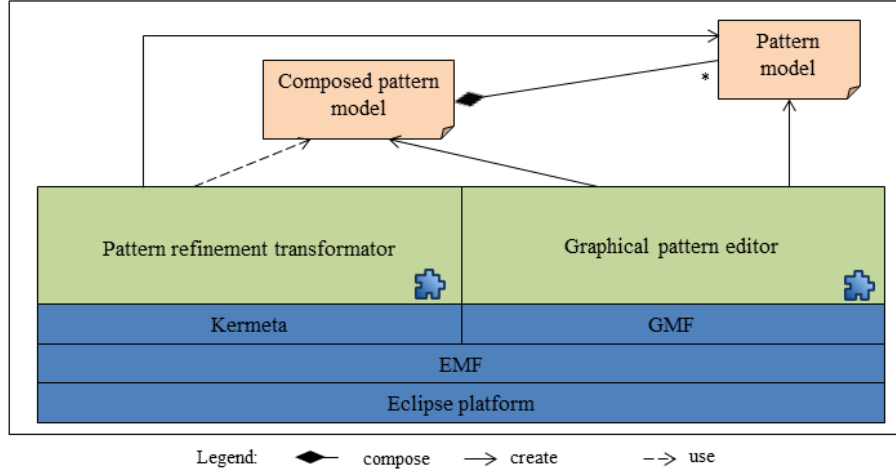 Pattern
model
Composed pattern
model
*
Pattern refinement transformator
Graphical pattern editor
Kermeta
GMF
EMF
Eclipse platform
Legend: compose create use